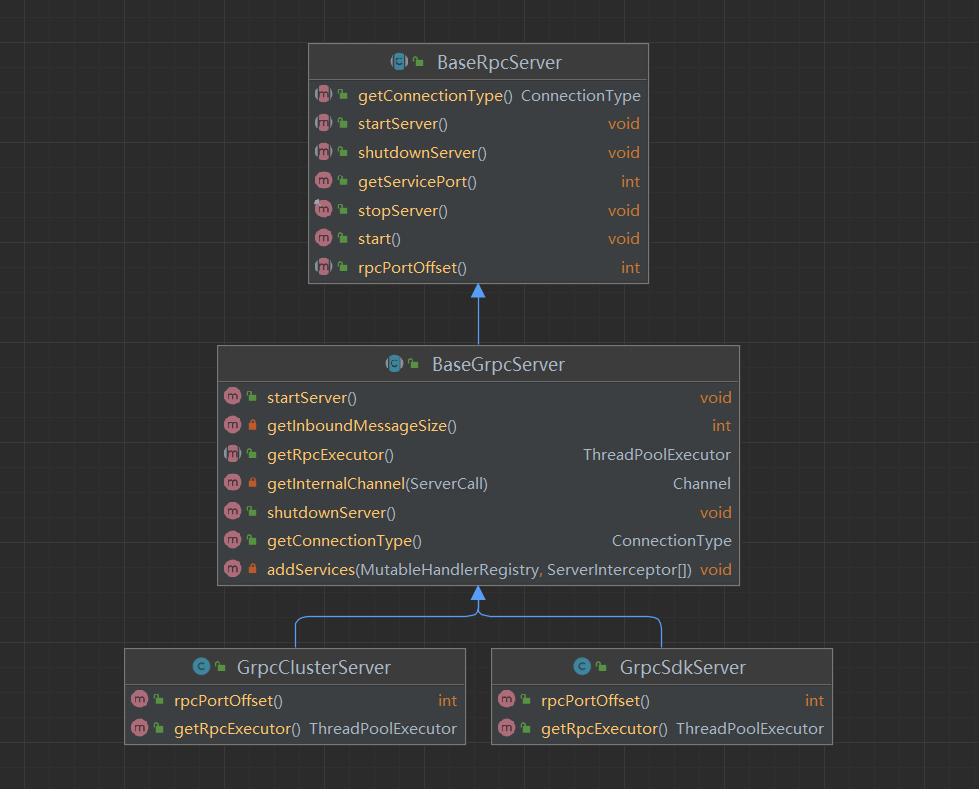 BaseRpcServer
getConnectionType() ConnectionType
startServer() void
shutdownServer() void
getServicePort() int
stopServer() void
start() void
rpcPortOffset() int
BaseGrpcServer
startServer() void
getInboundMessageSize() int
getRpcExecutor() ThreadPoolExecutor
getInternalChannel(ServerCall) Channel
shutdownServer() void
getConnectionType() ConnectionType
addServices(MutableHandlerRegistry, ServerInterceptor[]) void
GrpcClusterServer
rpcPortOffset() int
getRpcExecutor() ThreadPoolExecutor
GrpcSdkServer
rpcPortOffset() int
getRpcExecutor() ThreadPoolExecutor